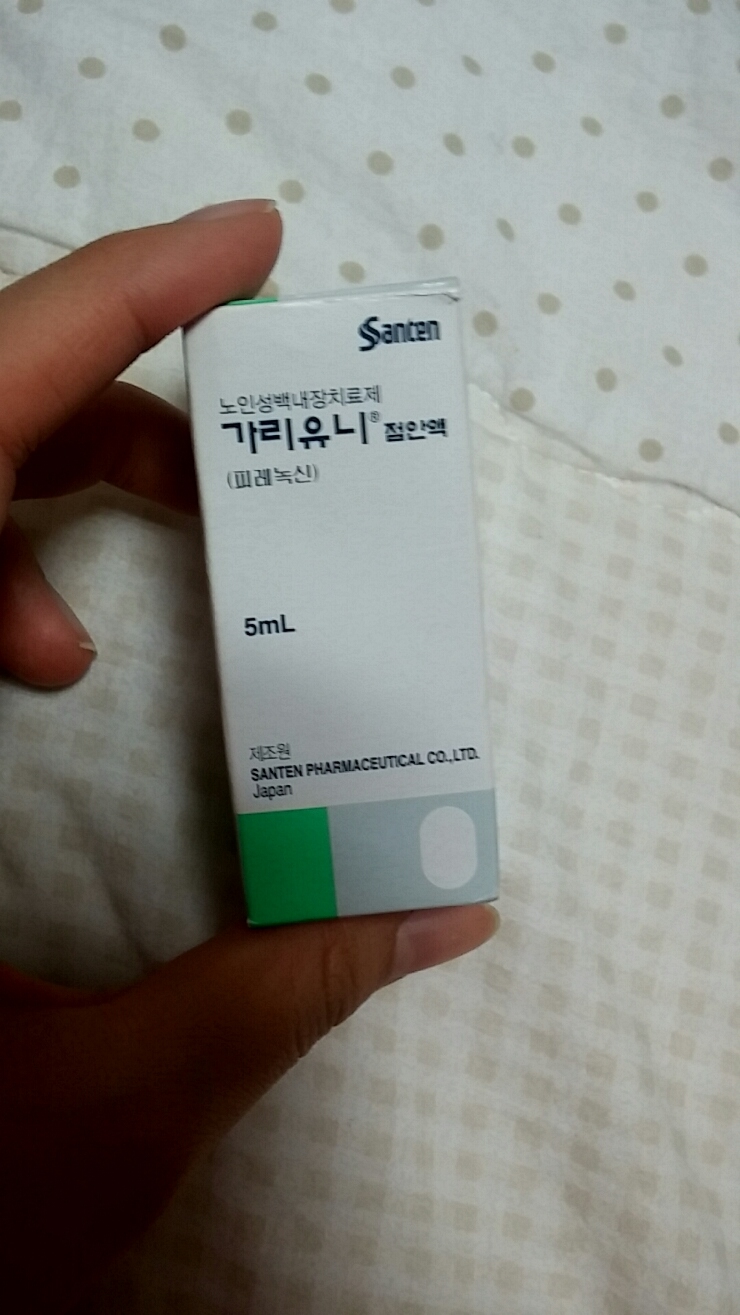 Santen
노인성백내장치료제
가리유니® 점안액
(피레녹신)
5mL
제조원
SANTEN PHARMACEUTICAL CO.,LTD.
Japan